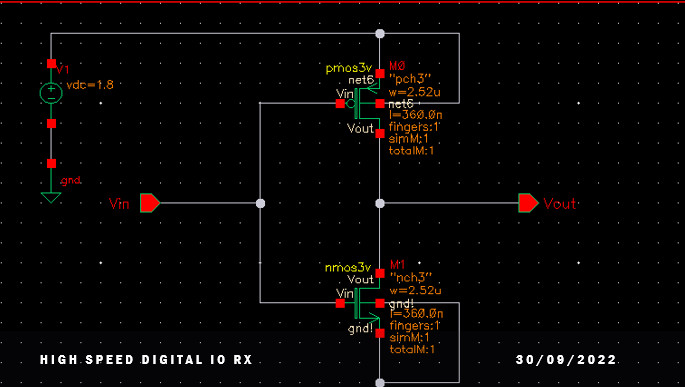 V1
vdc=1.8
gnd
Vin
pmos3v
net6
Vin
Vout
M0
"pch3"
w=2.52u
net6
l=360.0n
fingers:1
simM:1
totalM:1
Vout
nmos3v
Vout
Vin
gnd!
M1
"nch3"
w=2.52u
gnd!
l=360.0n
fingers:1
simM:1
totalM:1
HIGH SPEED DIGITAL IO RX
30/09/2022